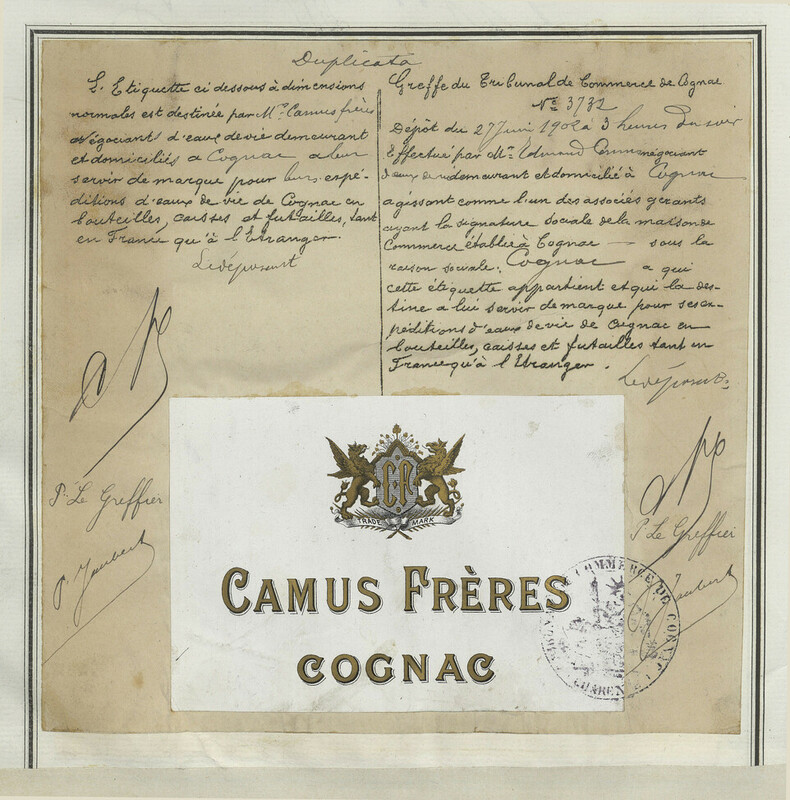 Duplicata
L'Etiquette ci dessous à dimensions
normales est destinée par Mrs. Camus frères
négociants d'eaux de vie demeurant
et domiciliés à Cognac à leur
servir de marque pour leurs expé-
ditions d'eaux de vie de Cognac en
bouteilles, caisses et futailles, tant
en France qu'à l'Etranger.
Le déposant
Greffe du Tribunal de Commerce de Cognac
No 3732
Dépôt du 27 Juin 1902 à 3 heures du soir
Effectué par Mr. Edmond Camus négociant
d'eaux de vie demeurant et domicilié à Cognac
agissant comme l'un des associés gérants
ayant la signature sociale de la maison de
Commerce établie à Cognac — sous la
raison sociale: Cognac à qui
cette étiquette appartient et qui la des-
tine à lui servir de marque pour ses ex-
péditions d'eaux de vie de Cognac en
bouteilles, caisses et futailles tant en
France qu'à l'Etranger.
Le déposant
P. Le Greffier
P. Jaubert
P. Le Greffier
Jaubert
CF
TRADE MARK
CAMUS FRÈRES
COGNAC
COMMERCE DE COGNAC